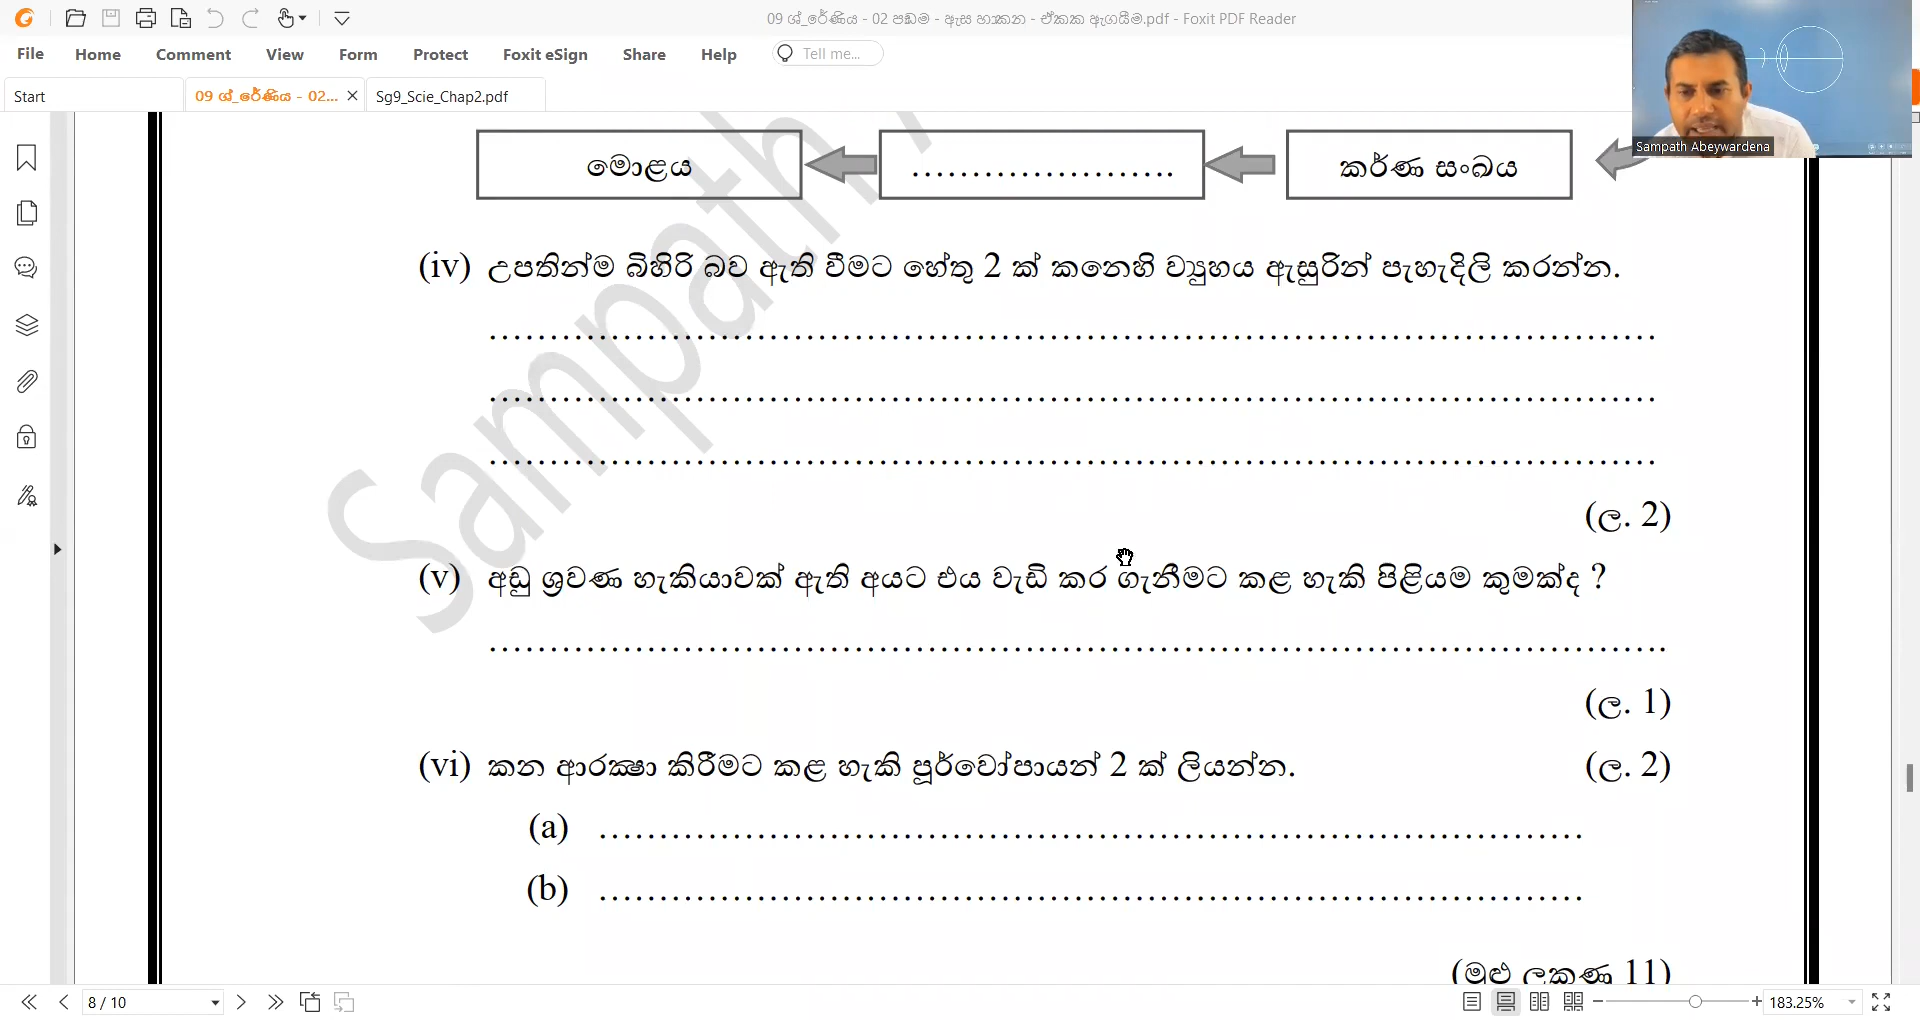 09 ශ්‍රේණිය - 02 පාඩම - ඇස හා කන - ඒකක ඇගයීම.pdf - Foxit PDF Reader
File Home Comment View Form Protect Foxit eSign Share Help Tell me...
Start 09 ශ්‍රේණිය - 02... Sg9_Scie_Chap2.pdf
Sampath Abeywardena
මොළය ...................... කර්ණ සංඛය
(iv) උපතින්ම බිහිරි බව ඇති වීමට හේතු 2 ක් කනෙහි ව්‍යුහය ඇසුරින් පැහැදිලි කරන්න.
(ල. 2)
(v) අඩු ශ්‍රවණ හැකියාවක් ඇති අයට එය වැඩි කර ගැනීමට කළ හැකි පිළියම කුමක්ද ?
(ල. 1)
(vi) කන ආරක්‍ෂා කිරීමට කළ හැකි පූර්වෝපායන් 2 ක් ලියන්න. (ල. 2)
(a) ......................................................................
(b) ......................................................................
(මුළු ලකුණු 11)
Sampath
8 / 10 183.25%